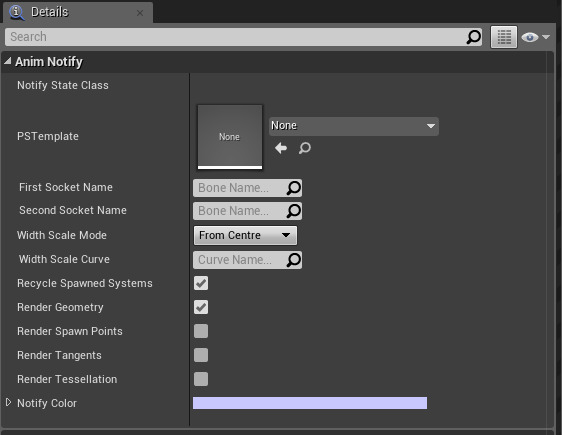 Details
Search
Anim Notify
Notify State Class
PSTemplate
None
None
First Socket Name
Bone Name...
Second Socket Name
Bone Name...
Width Scale Mode
From Centre
Width Scale Curve
Curve Name...
Recycle Spawned Systems
Render Geometry
Render Spawn Points
Render Tangents
Render Tessellation
Notify Color